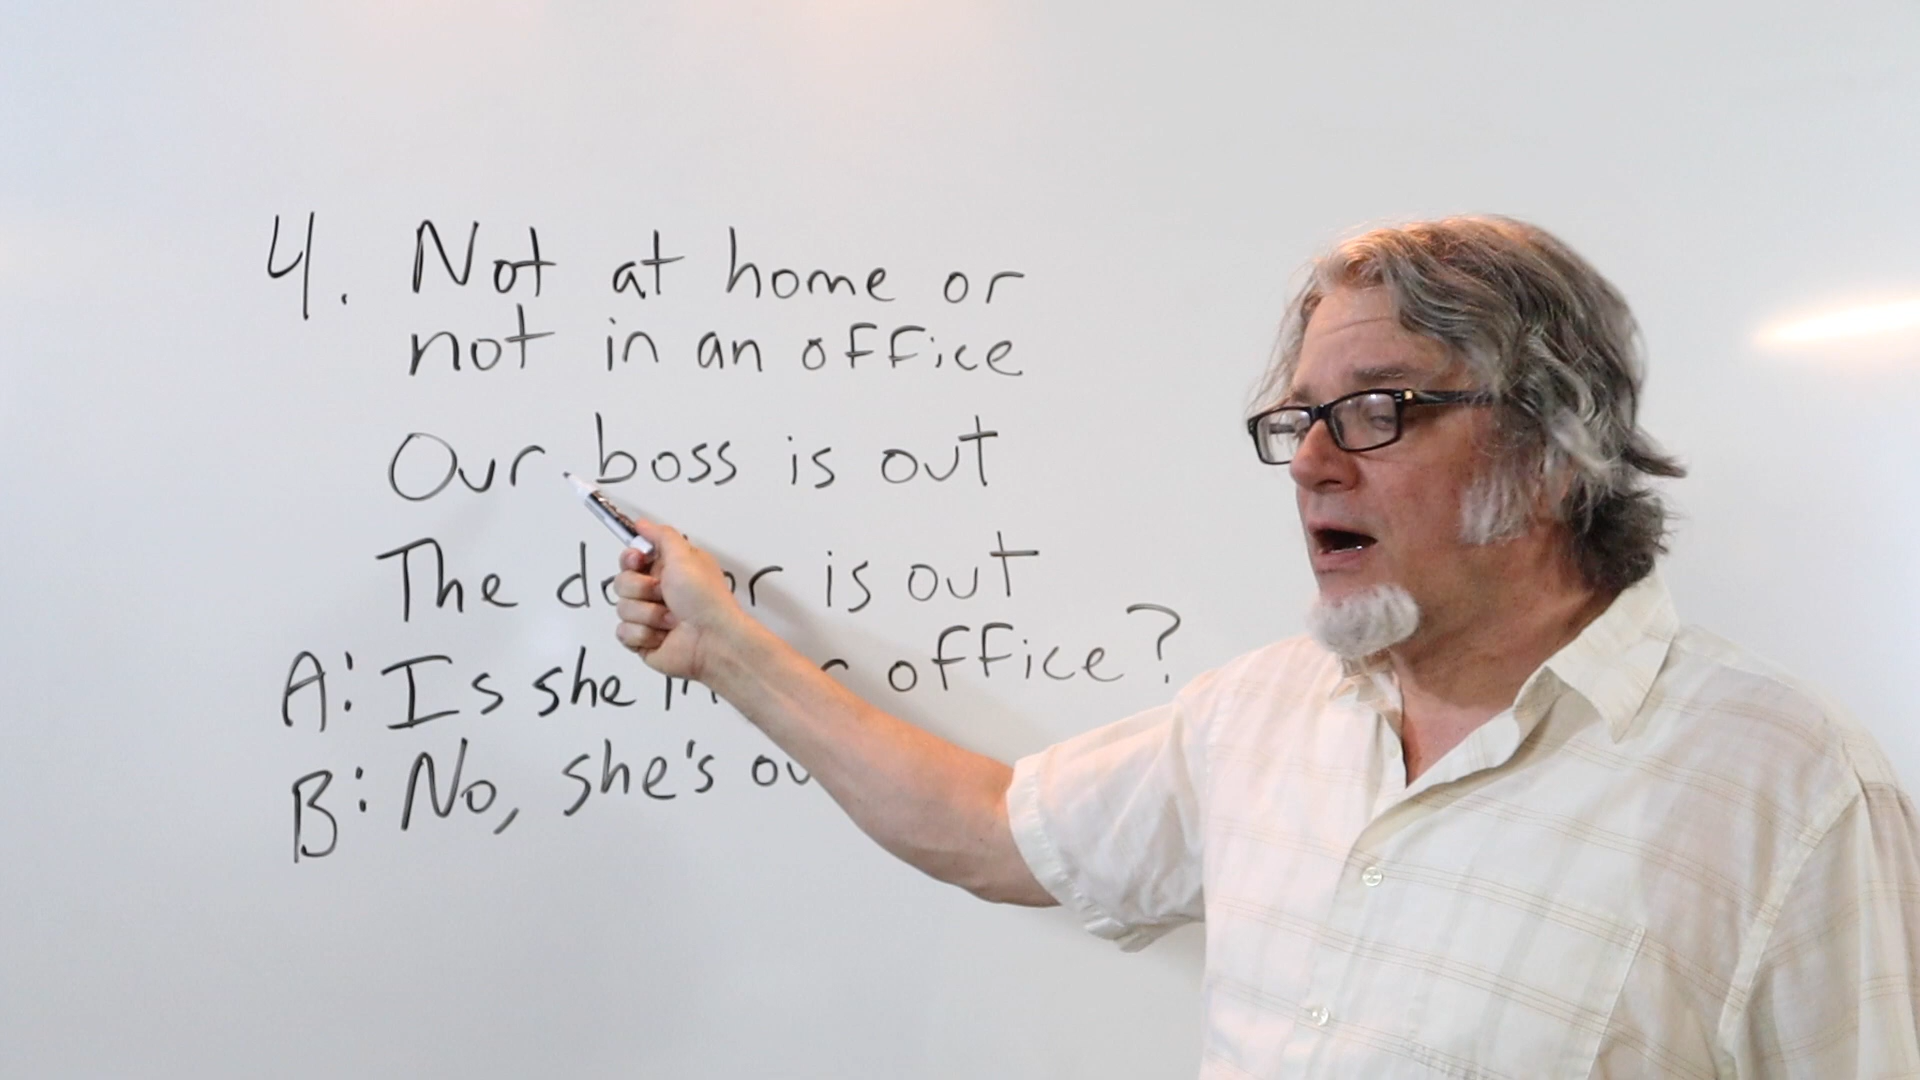 4. Not at home or
not in an office
Our boss is out
The is out
A: Is she office?
B: No, she's